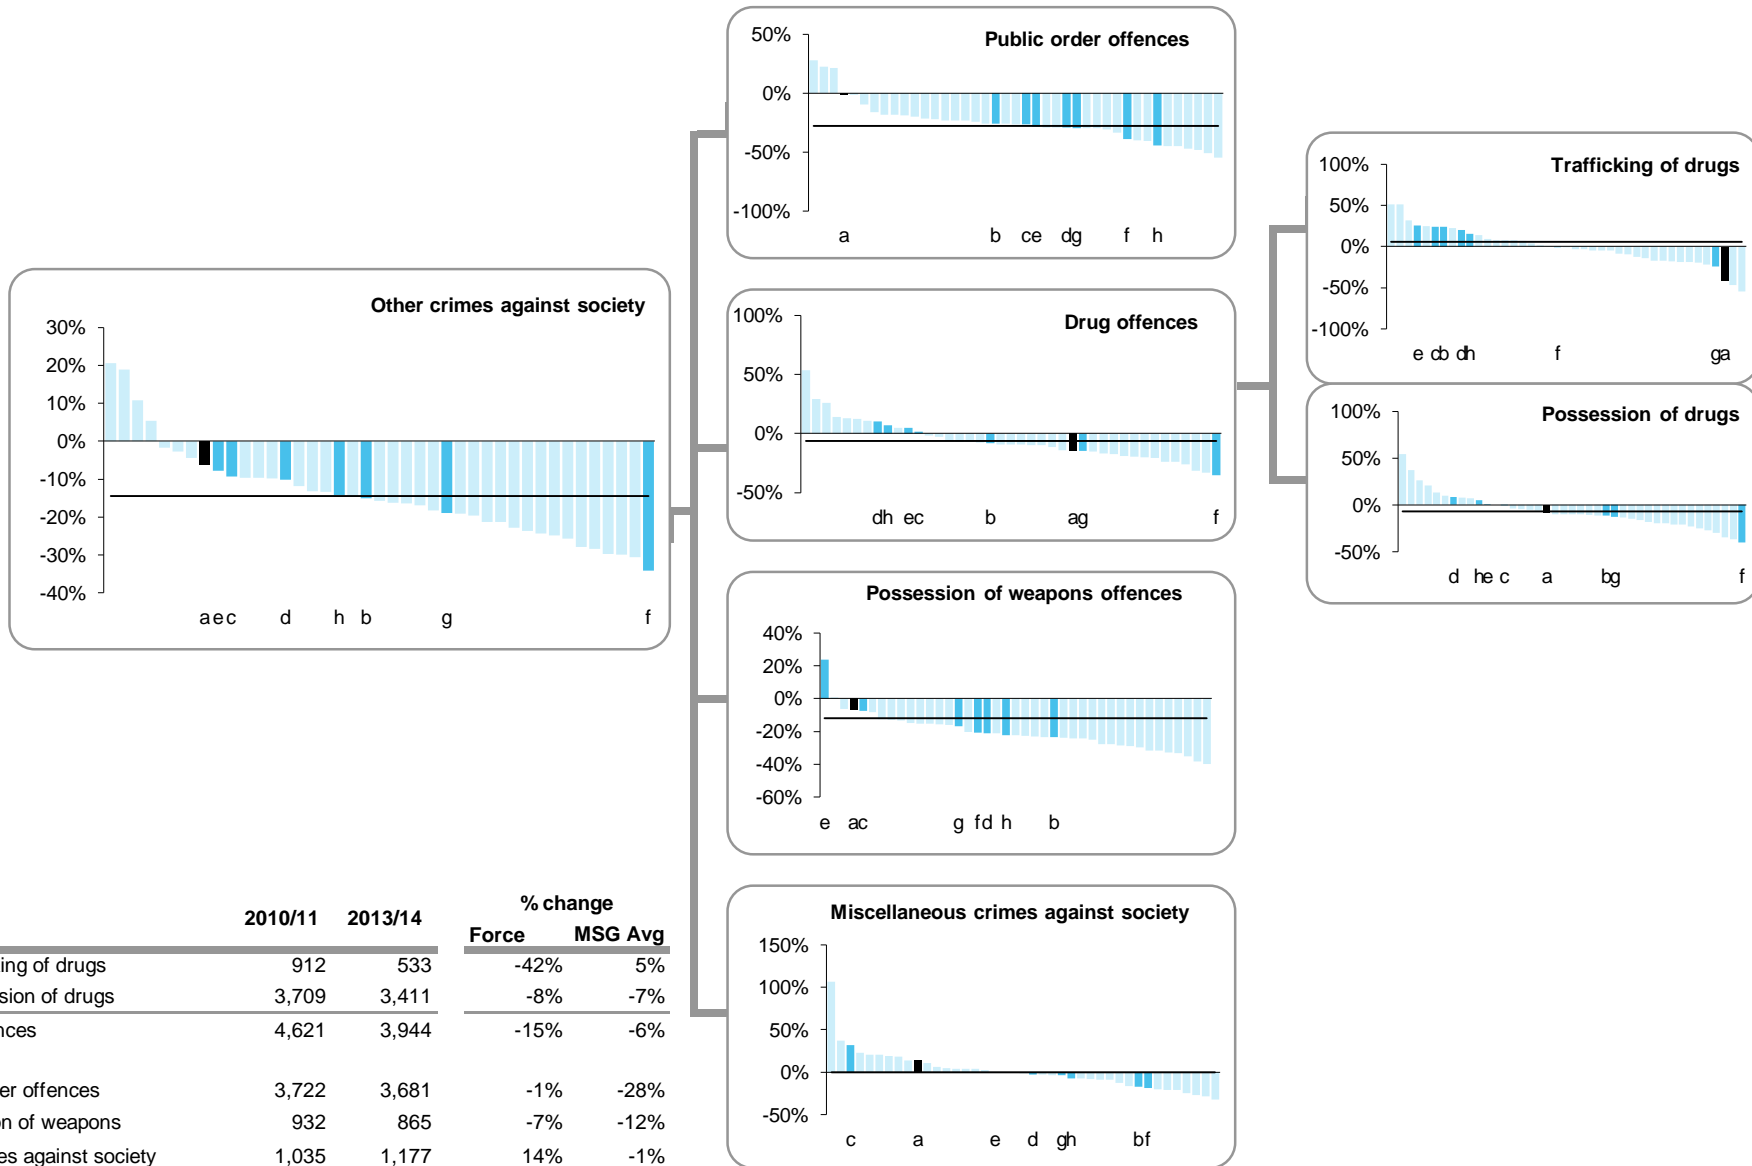 Public order offences
50%
0%
-50%
-100%
a b ce dg f h
Trafficking of drugs
100%
50%
0%
-50%
-100%
e cb dh f ga
Other crimes against society
30%
20%
10%
0%
-10%
-20%
-30%
-40%
a e c d h b g f
Drug offences
100%
50%
0%
-50%
dh ec b ag f
Possession of drugs
100%
50%
0%
-50%
d he c a bg f
Possession of weapons offences
40%
20%
0%
-20%
-40%
-60%
e ac g fd h b
Miscellaneous crimes against society
150%
100%
50%
0%
-50%
c a e d gh bf
2010/11 2013/14 % change
Force MSG Avg
ing of drugs 912 533 -42% 5%
sion of drugs 3,709 3,411 -8% -7%
nces 4,621 3,944 -15% -6%
er offences 3,722 3,681 -1% -28%
n of weapons 932 865 -7% -12%
es against society 1,035 1,177 14% -1%